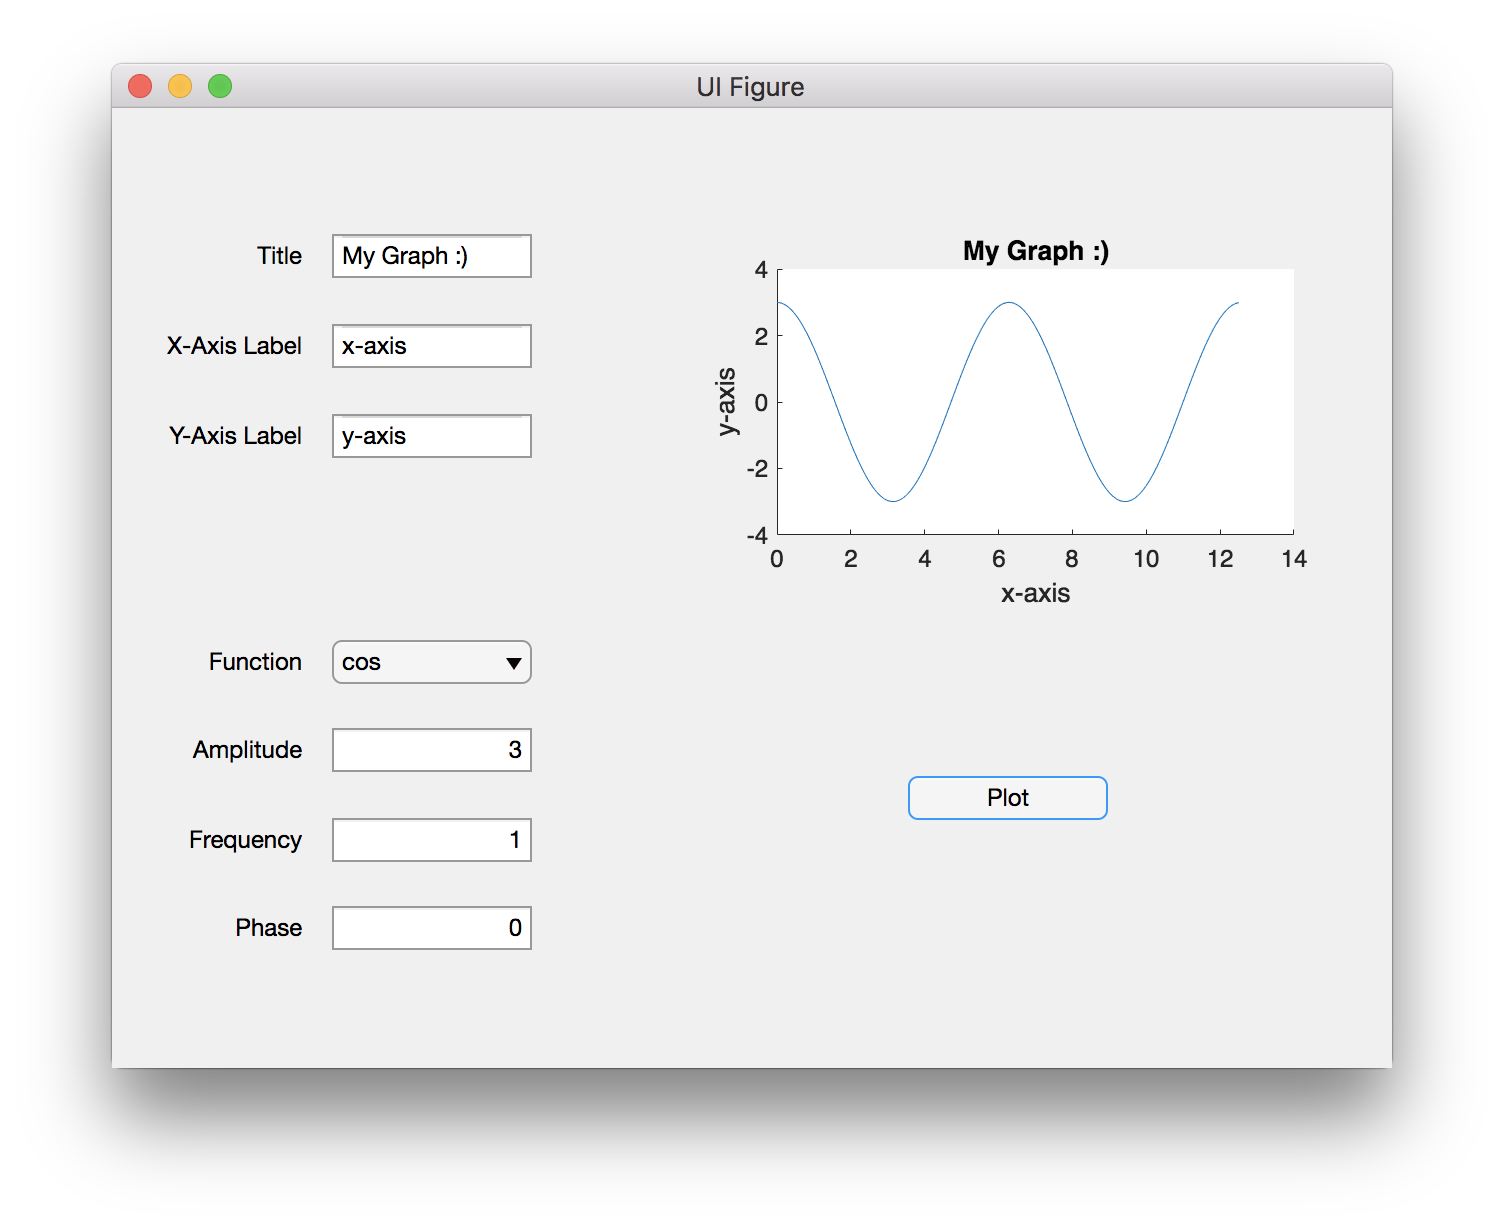 UI Figure
Title
My Graph :)
X-Axis Label
x-axis
Y-Axis Label
y-axis
Function
cos
Amplitude
3
Frequency
1
Phase
0
My Graph :)
4
2
0
-2
-4
y-axis
0 2 4 6 8 10 12 14
x-axis
Plot